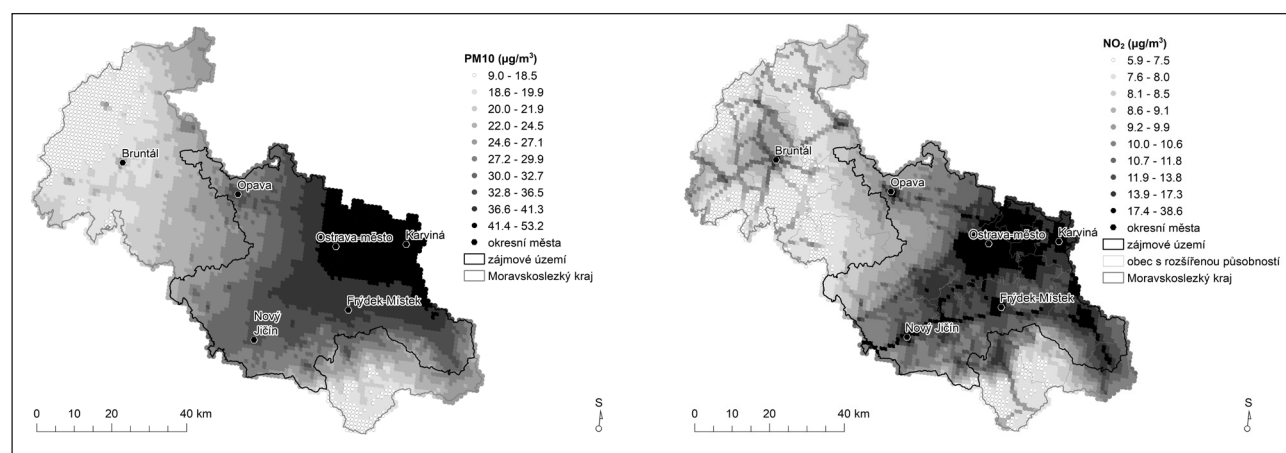 PM10 (µg/m³)
9.0 - 18.5
18.6 - 19.9
20.0 - 21.9
22.0 - 24.5
24.6 - 27.1
27.2 - 29.9
30.0 - 32.7
32.8 - 36.5
36.6 - 41.3
41.4 - 53.2
okresní města
zájmové území
Moravskoslezký kraj
Bruntál
Opava
Ostrava-město
Karviná
Frýdek-Místek
Nový
Jičín
0 10 20 40 km
S
NO₂ (µg/m³)
5.9 - 7.5
7.6 - 8.0
8.1 - 8.5
8.6 - 9.1
9.2 - 9.9
10.0 - 10.6
10.7 - 11.8
11.9 - 13.8
13.9 - 17.3
17.4 - 38.6
okresní města
zájmové území
obec s rozšířenou působností
Moravskoslezký kraj
Bruntál
Opava
Ostrava-město
Karviná
Frýdek-Místek
Nový Jičín
0 10 20 40 km
S